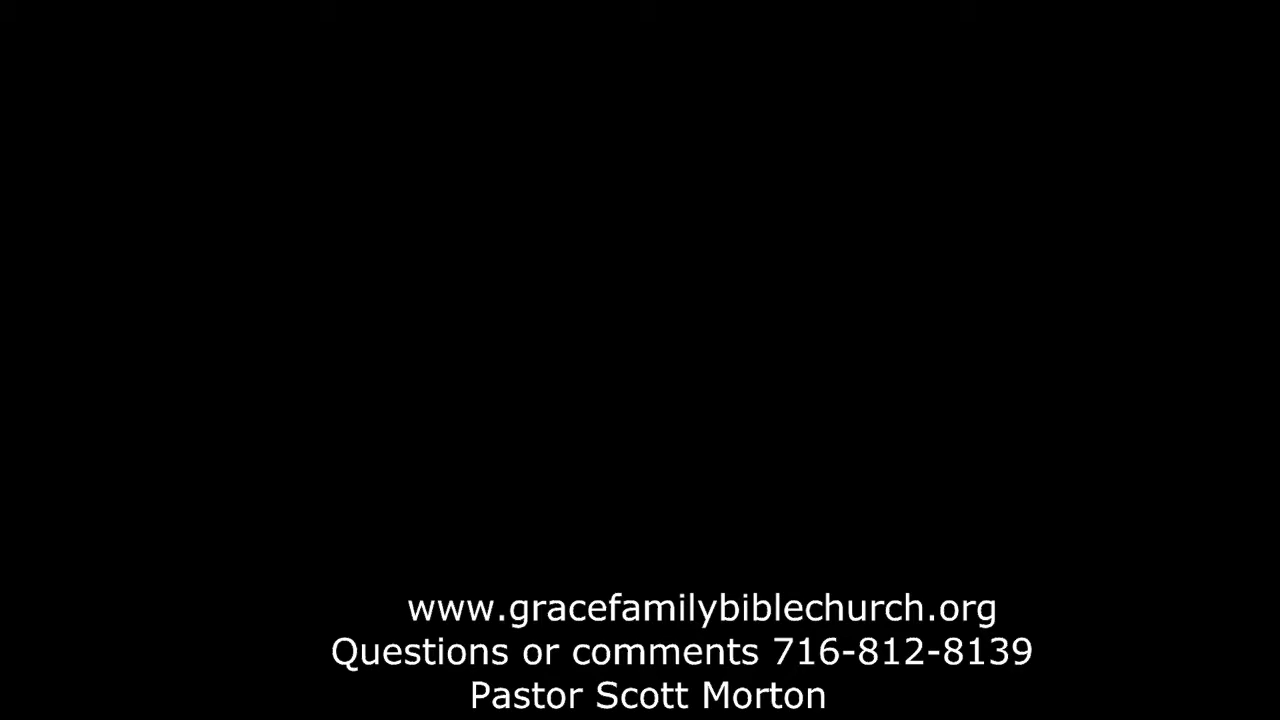 www.gracefamilybiblechurch.org
Questions or comments 716-812-8139
Pastor Scott Morton